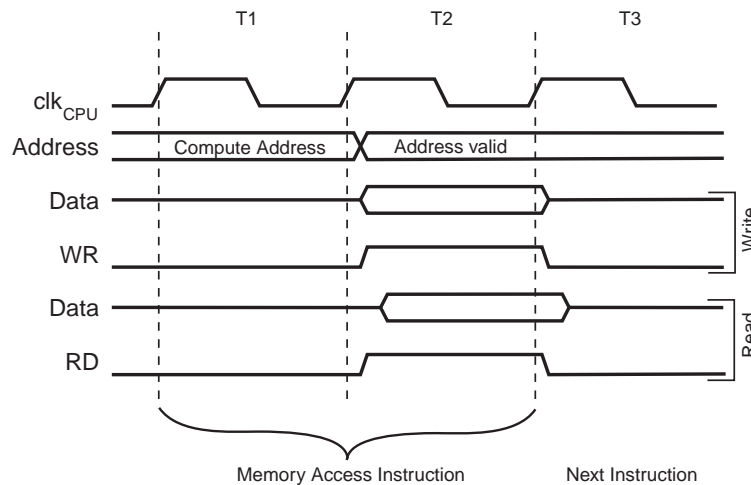 T1 T2 T3
clkCPU
Address Compute Address Address valid
Data
WR
Write
Data
RD
Read
Memory Access Instruction Next Instruction